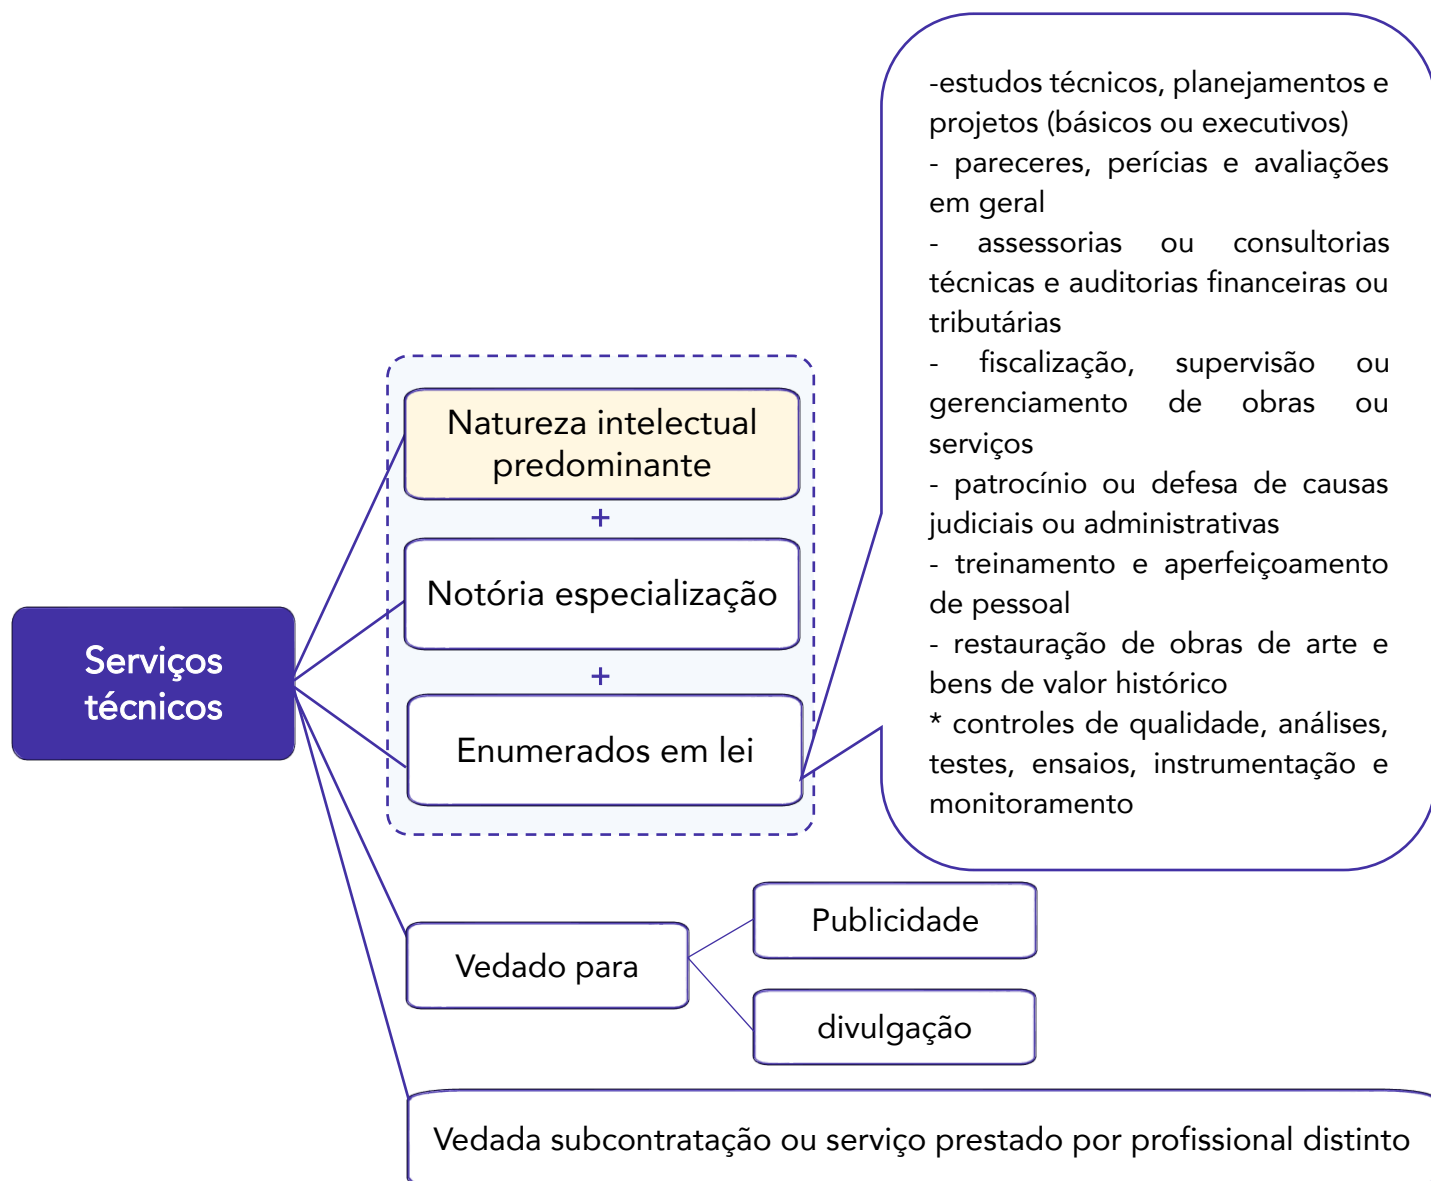 -estudos técnicos, planejamentos e
projetos (básicos ou executivos)
- pareceres, perícias e avaliações
em geral
- assessorias ou consultorias
técnicas e auditorias financeiras ou
tributárias
- fiscalização, supervisão ou
gerenciamento de obras ou
serviços
- patrocínio ou defesa de causas
judiciais ou administrativas
- treinamento e aperfeiçoamento
de pessoal
- restauração de obras de arte e
bens de valor histórico
* controles de qualidade, análises,
testes, ensaios, instrumentação e
monitoramento
Natureza intelectual
predominante
+
Notória especialização
+
Enumerados em lei
Serviços
técnicos
Vedado para
Publicidade
divulgação
Vedada subcontratação ou serviço prestado por profissional distinto